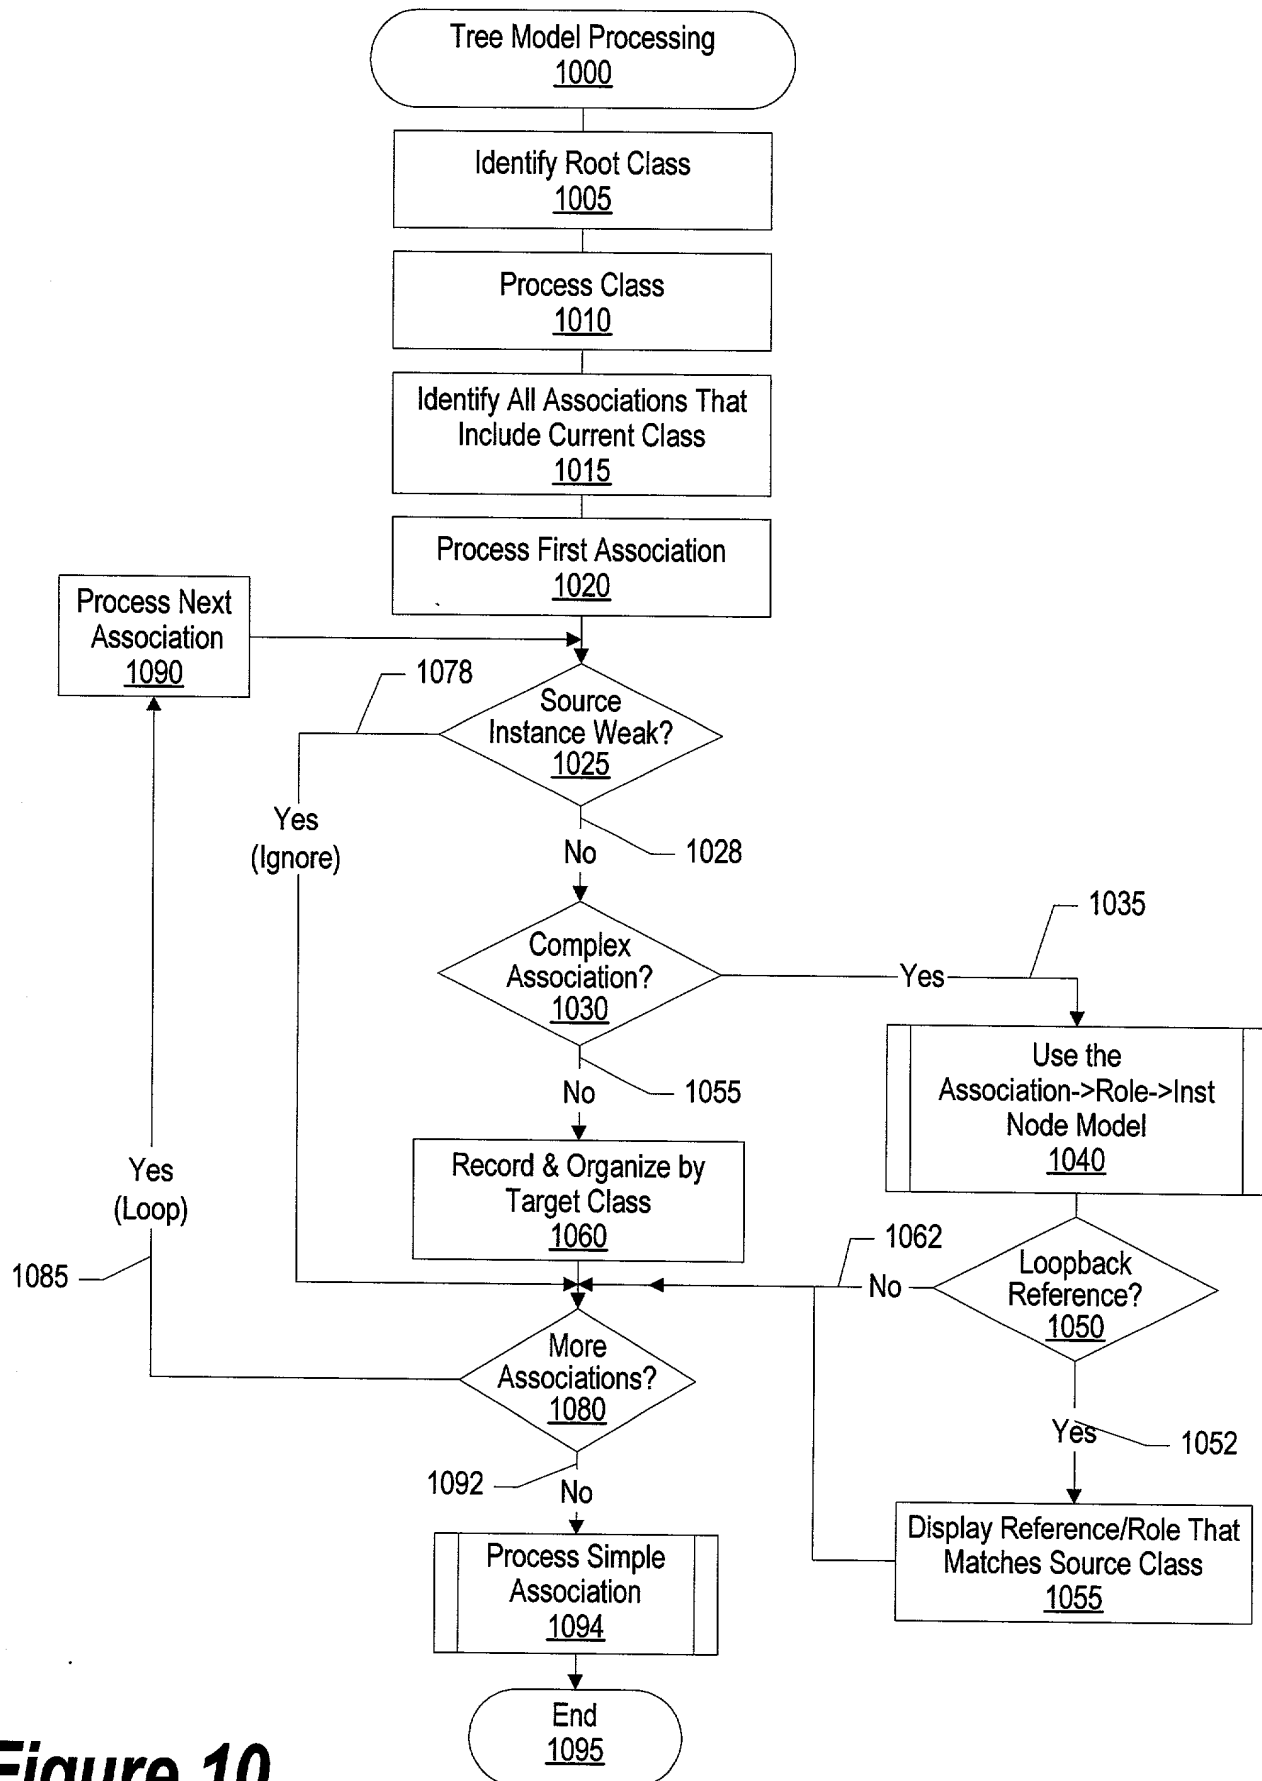 Tree Model Processing
1000
Identify Root Class
1005
Process Class
1010
Identify All Associations That
Include Current Class
1015
Process First Association
1020
Process Next
Association
1090
1078
Source
Instance Weak?
1025
Yes
(Ignore)
No
1028
1035
Complex
Association?
1030
Yes
Use the
Association->Role->Inst
Node Model
1040
No
1055
Record & Organize by
Target Class
1060
Yes
(Loop)
1085
1062
No
Loopback
Reference?
1050
More
Associations?
1080
Yes
1052
1092
No
Display Reference/Role That
Matches Source Class
1055
Process Simple
Association
1094
End
1095
Figure 10